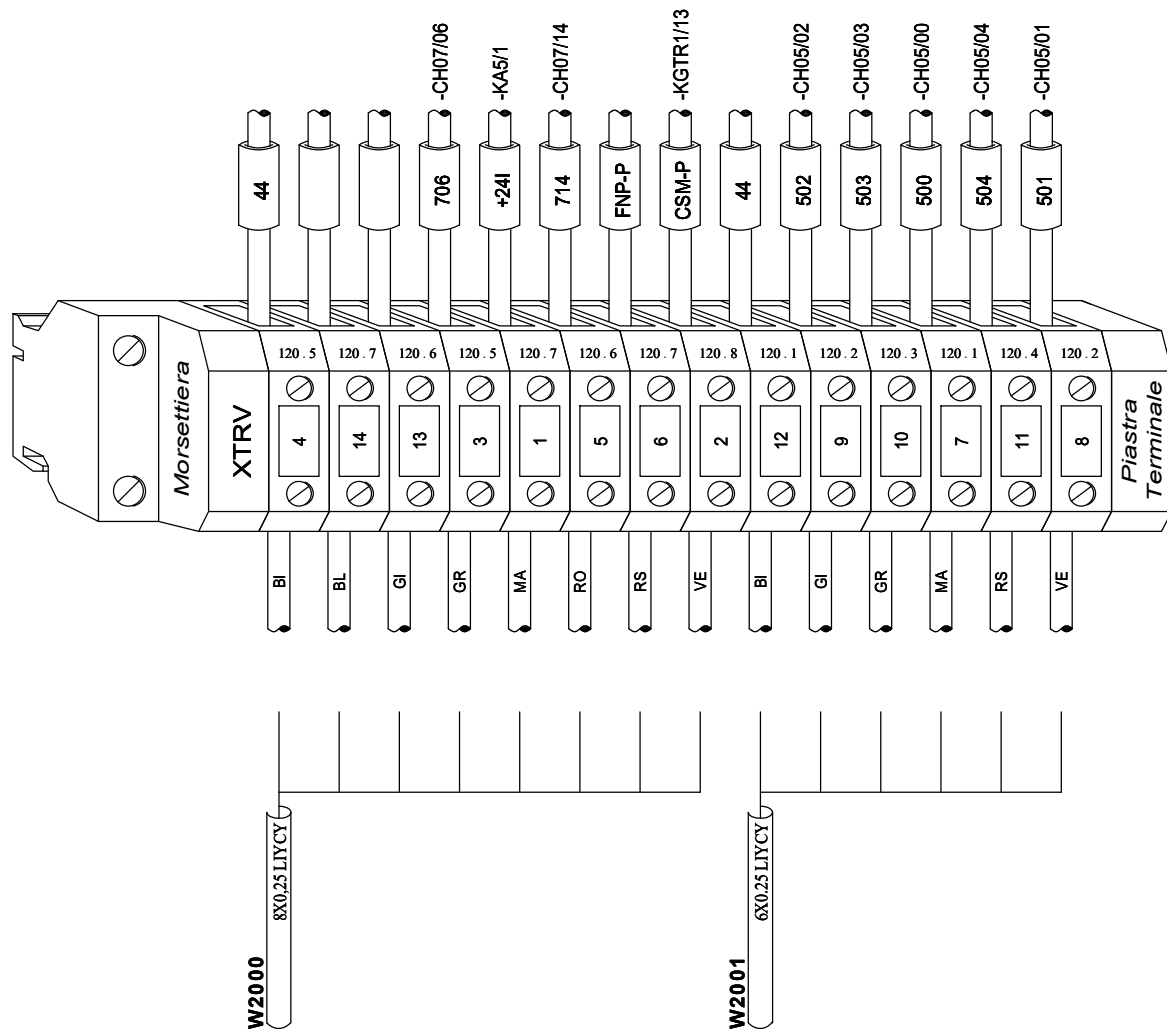 -CH07/06
-KA5/1
-CH07/14
-KGTR1/13
-CH05/02
-CH05/03
-CH05/00
-CH05/04
-CH05/01
44
706
+24I
714
FNP-P
CSM-P
44
502
503
500
504
501
Morsettiera
XTRV
120 . 5
120 . 7
120 . 6
120 . 5
120 . 7
120 . 6
120 . 7
120 . 8
120 . 1
120 . 2
120 . 3
120 . 1
120 . 4
120 . 2
4
14
13
3
1
5
6
2
12
9
10
7
11
8
Piastra
Terminale
BI
BL
GI
GR
MA
RO
RS
VE
BI
GI
GR
MA
RS
VE
W2000
8X0,25 LIYCY
W2001
6X0.25 LIYCY